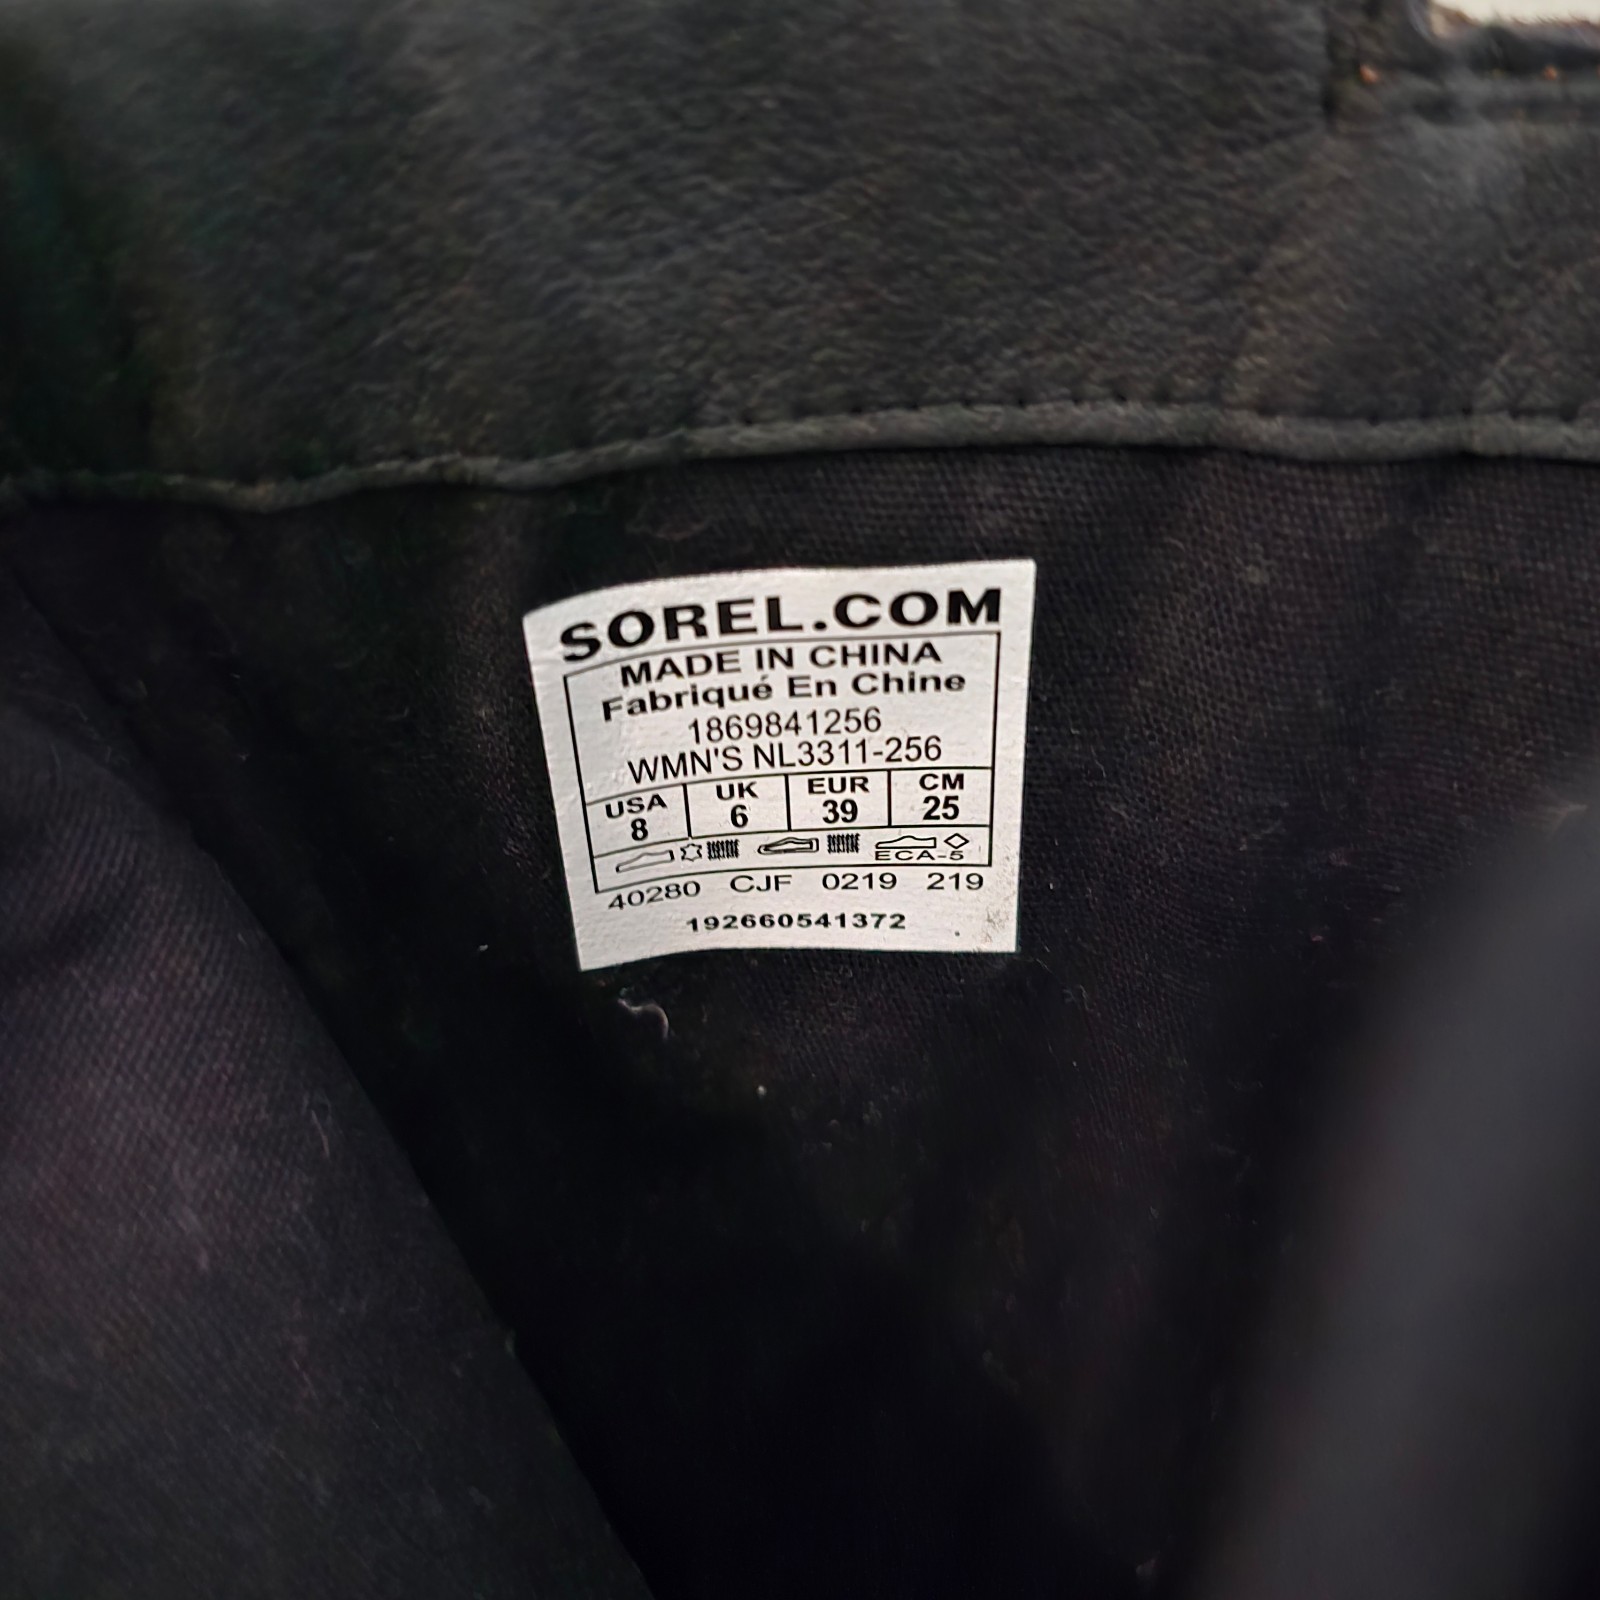 SOREL.COM
MADE IN CHINA
Fabriqué En Chine
1869841256
WMN'S NL3311-256
USA UK EUR CM
8 6 39 25
ECA-5
40280 CJF 0219 219
192660541372